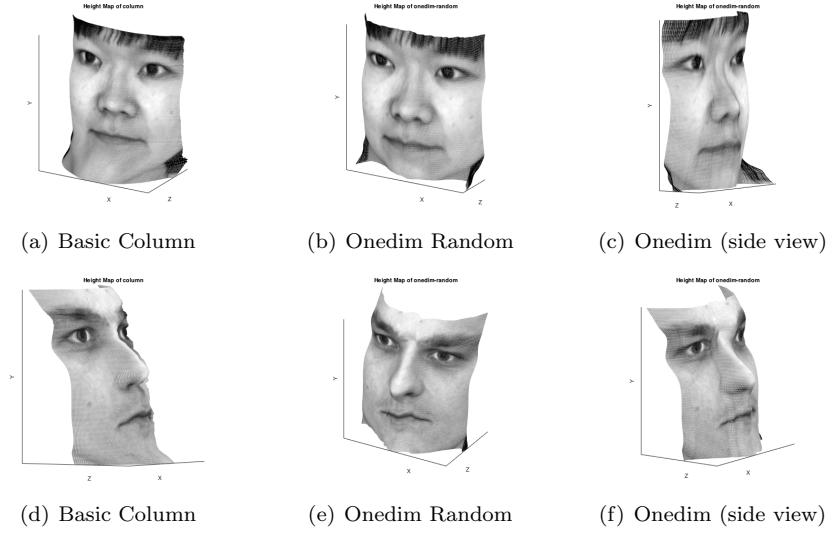 Height Map of column
Height Map of onedim-random
Height Map of onedim-random
Y
X
Z
Y
X
Z
Y
Z
X
(a) Basic Column
(b) Onedim Random
(c) Onedim (side view)
Height Map of column
Height Map of onedim-random
Height Map of onedim-random
Y
Z
X
Y
X
Z
Y
Z
X
(d) Basic Column
(e) Onedim Random
(f) Onedim (side view)